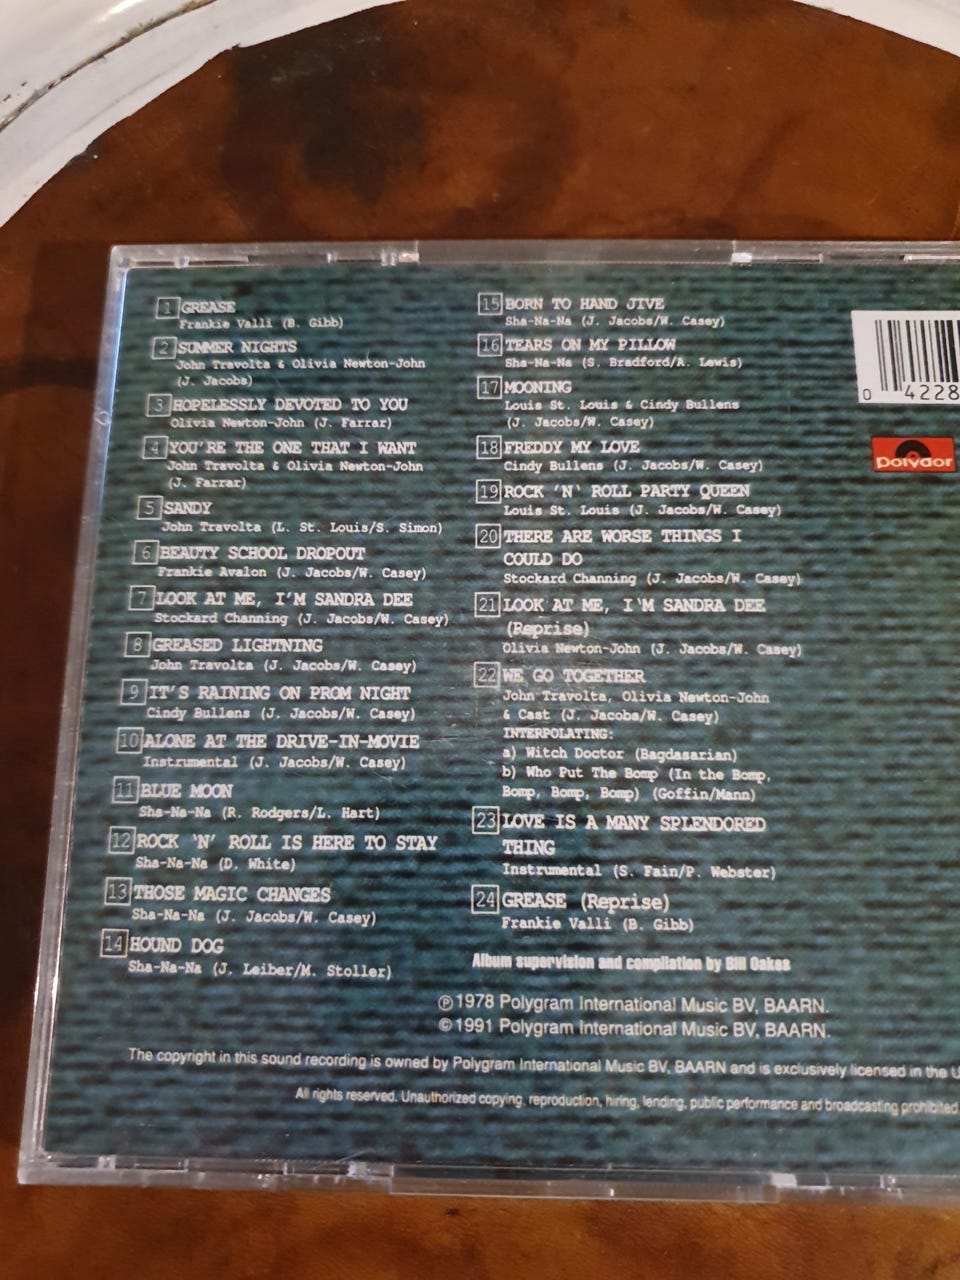 1 GREASE
Frankie Valli (B. Gibb)
2 SUMMER NIGHTS
John Travolta & Olivia Newton-John
(J. Jacobs)
3 HOPELESSLY DEVOTED TO YOU
Olivia Newton-John (J. Farrar)
4 YOU'RE THE ONE THAT I WANT
John Travolta & Olivia Newton-John
(J. Farrar)
5 SANDY
John Travolta (L. St. Louis/S. Simon)
6 BEAUTY SCHOOL DROPOUT
Frankie Avalon (J. Jacobs/W. Casey)
7 LOOK AT ME, I'M SANDRA DEE
Stockard Channing (J. Jacobs/W. Casey)
8 GREASED LIGHTNING
John Travolta (J. Jacobs/W. Casey)
9 IT'S RAINING ON PROM NIGHT
Cindy Bullens (J. Jacobs/W. Casey)
10 ALONE AT THE DRIVE-IN-MOVIE
Instrumental (J. Jacobs/W. Casey)
11 BLUE MOON
Sha-Na-Na (R. Rodgers/L. Hart)
12 ROCK 'N' ROLL IS HERE TO STAY
Sha-Na-Na (D. White)
13 THOSE MAGIC CHANGES
Sha-Na-Na (J. Jacobs/W. Casey)
14 HOUND DOG
Sha-Na-Na (J. Leiber/M. Stoller)
15 BORN TO HAND JIVE
Sha-Na-Na (J. Jacobs/W. Casey)
16 TEARS ON MY PILLOW
Sha-Na-Na (S. Bradford/A. Lewis)
17 MOONING
Louis St. Louis & Cindy Bullens
(J. Jacobs/W. Casey)
18 FREDDY MY LOVE
Cindy Bullens (J. Jacobs/W. Casey)
19 ROCK 'N' ROLL PARTY QUEEN
Louis St. Louis (J. Jacobs/W. Casey)
20 THERE ARE WORSE THINGS I
COULD DO
Stockard Channing (J. Jacobs/W. Casey)
21 LOOK AT ME, I'M SANDRA DEE
(Reprise)
Olivia Newton-John (J. Jacobs/W. Casey)
22 WE GO TOGETHER
John Travolta, Olivia Newton-John
& Cast (J. Jacobs/W. Casey)
INTERPOLATING:
a) Witch Doctor (Bagdasarian)
b) Who Put The Bomp (In the Bomp,
Bomp, Bomp, Bomp) (Goffin/Mann)
23 LOVE IS A MANY SPLENDORED
THING
Instrumental (S. Fain/P. Webster)
24 GREASE (Reprise)
Frankie Valli (B. Gibb)
Album supervision and compilation by Bill Oakes
℗ 1978 Polygram International Music BV, BAARN.
© 1991 Polygram International Music BV, BAARN.
The copyright in this sound recording is owned by Polygram International Music BV, BAARN and is exclusively licensed in the U
All rights reserved. Unauthorized copying, reproduction, hiring, lending, public performance and broadcasting prohibited.
0 4228
polydor